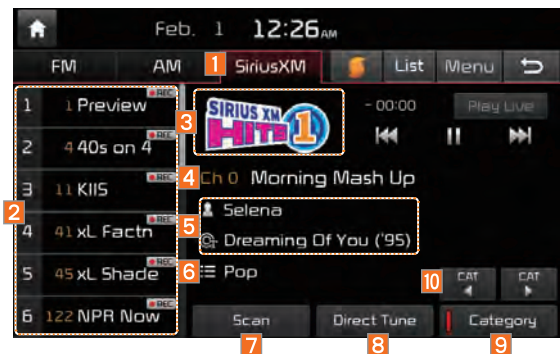 Feb. 1 12:26 AM
FM AM 1 SiriusXM List Menu
1 1 Preview REC
2 4 40s on 4 REC
3 11 KIIS REC
4 41 xL Factn REC
5 45 xL Shade REC
6 122 NPR Now REC
2
3 SIRIUS XM HITS 1
- 00:00 Play Live
4 Ch 0 Morning Mash Up
5 Selena
Dreaming Of You ('95)
6 Pop
10 CAT CAT
Scan Direct Tune Category
7 8 9